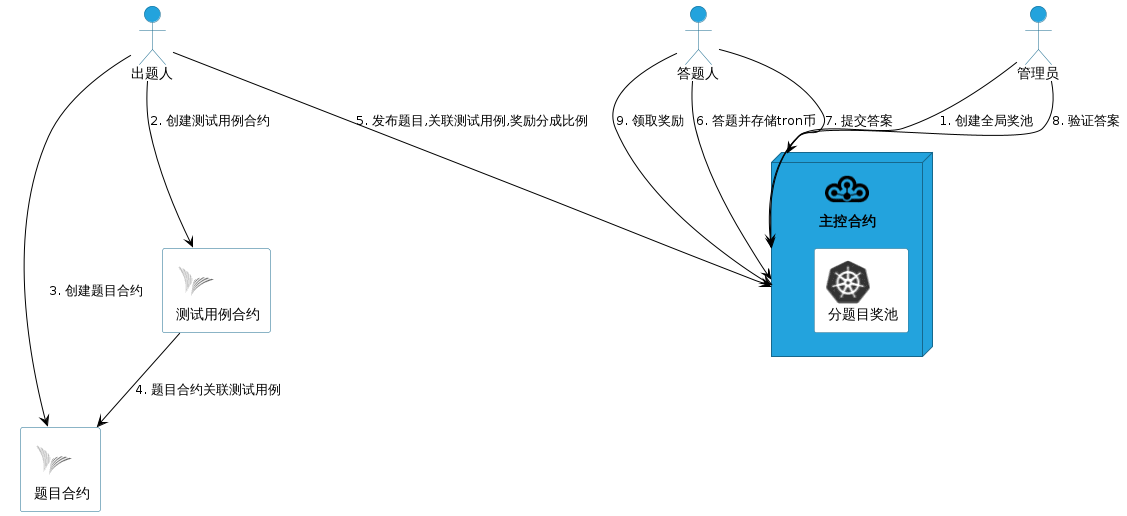 出题人
答题人
管理员
2. 创建测试用例合约
5. 发布题目,关联测试用例,奖励分成比例
9. 领取奖励
6. 答题并存储tron币
7. 提交答案
1. 创建全局奖池
8. 验证答案
主控合约
3. 创建题目合约
测试用例合约
分题目奖池
4. 题目合约关联测试用例
题目合约